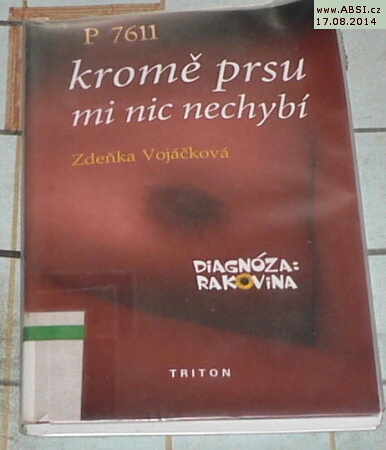 www.ABSI.cz
17.08.2014
P 7611
kromě prsu
mi nic nechybí
Zdeňka Vojáčková
DIAGNÓZA:
RAKOVINA
TRITON